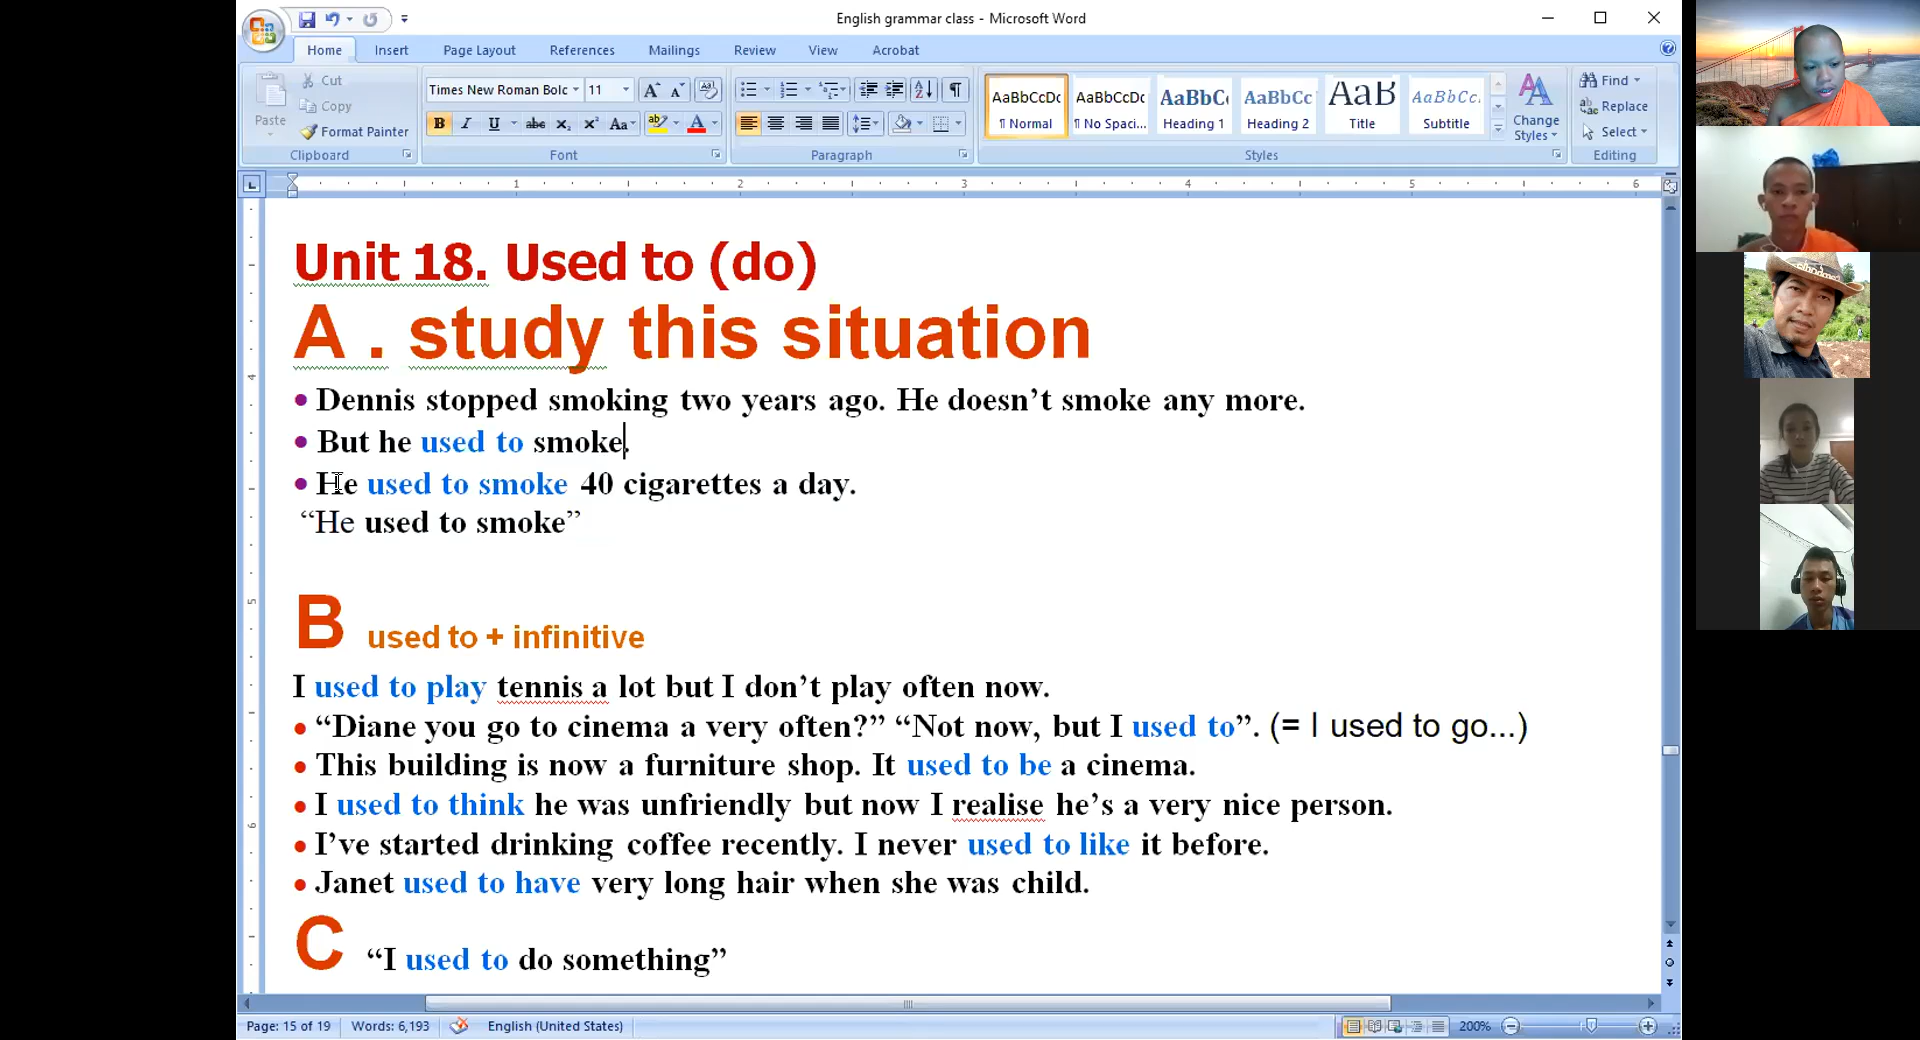 English grammar class - Microsoft Word
Home Insert Page Layout References Mailings Review View Acrobat
Paste
Cut
Copy
Format Painter
Clipboard
Times New Roman Bolc 11
Font
Paragraph
AaBbCcDc AaBbCcDc AaBbCc AaBbCc AaB AaBbCc.
¶ Normal ¶ No Spaci... Heading 1 Heading 2 Title Subtitle
Change Styles
Styles
Find
Replace
Select
Editing
1 2 3 4 5 6
Unit 18. Used to (do)
A . study this situation
• Dennis stopped smoking two years ago. He doesn’t smoke any more.
• But he used to smoke.
• He used to smoke 40 cigarettes a day.
“He used to smoke”
B used to + infinitive
I used to play tennis a lot but I don’t play often now.
• “Diane you go to cinema a very often?” “Not now, but I used to”. (= I used to go...)
• This building is now a furniture shop. It used to be a cinema.
• I used to think he was unfriendly but now I realise he’s a very nice person.
• I’ve started drinking coffee recently. I never used to like it before.
• Janet used to have very long hair when she was child.
C “I used to do something”
Page: 15 of 19 Words: 6,193 English (United States) 200%